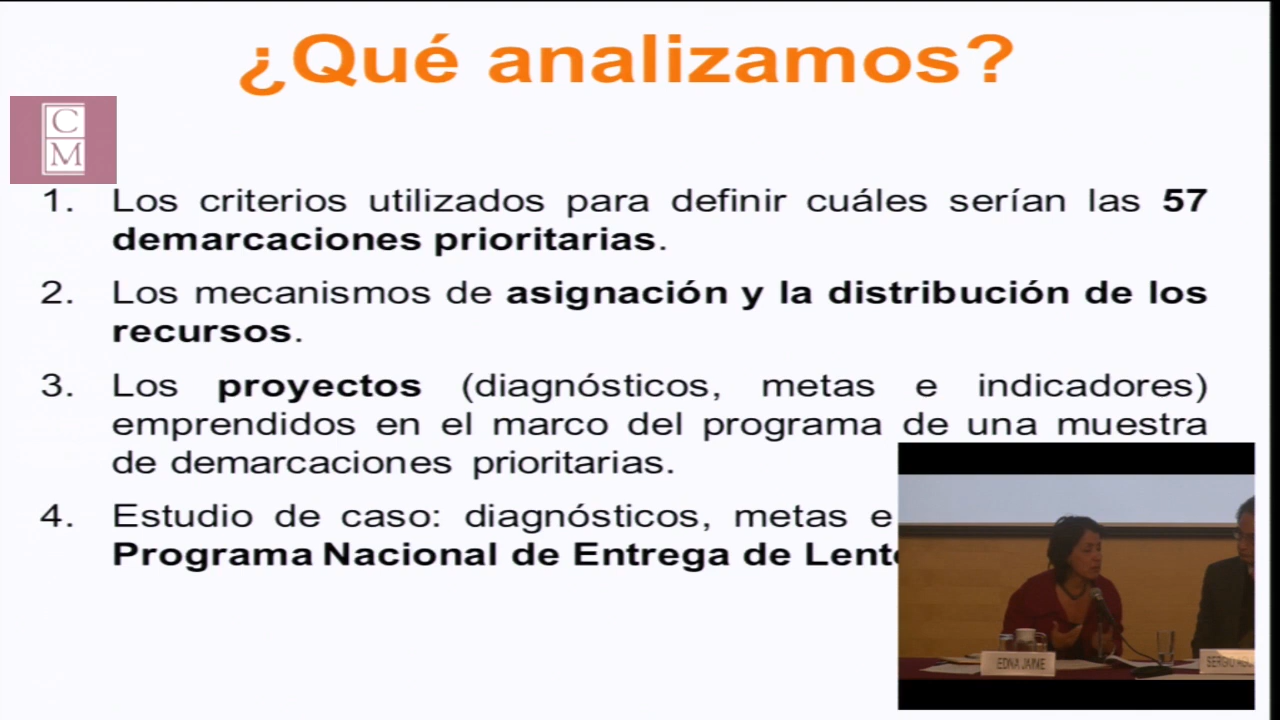 ¿Qué analizamos?
C
M
1. Los criterios utilizados para definir cuáles serían las 57
demarcaciones prioritarias.
2. Los mecanismos de asignación y la distribución de los
recursos.
3. Los proyectos (diagnósticos, metas e indicadores)
emprendidos en el marco del programa de una muestra
de demarcaciones prioritarias.
4. Estudio de caso: diagnósticos, metas e
Programa Nacional de Entrega de
EDNA JAIME
SERGIO